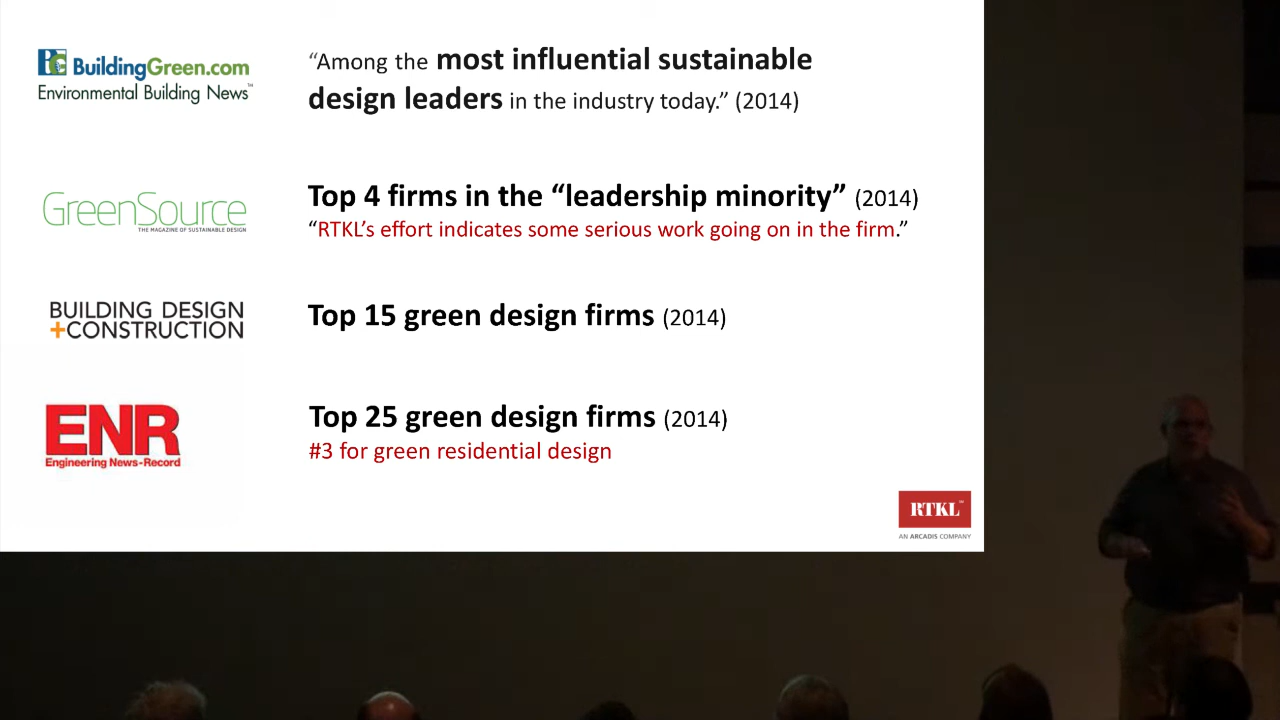 BuildingGreen.com
Environmental Building News™
“Among the most influential sustainable
design leaders in the industry today.” (2014)
GreenSource
THE MAGAZINE OF SUSTAINABLE DESIGN
Top 4 firms in the “leadership minority” (2014)
“RTKL’s effort indicates some serious work going on in the firm.”
BUILDING DESIGN
+CONSTRUCTION
Top 15 green design firms (2014)
ENR
Engineering News-Record
Top 25 green design firms (2014)
#3 for green residential design
RTKL™
AN ARCADIS COMPANY